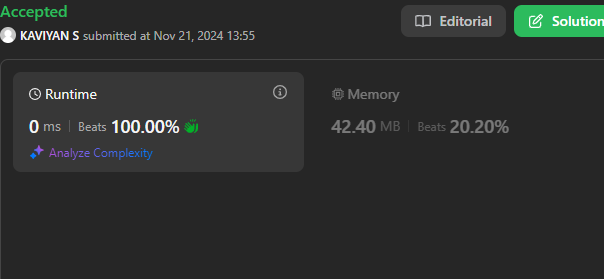 Accepted
Editorial
Solution
KAVIYAN S submitted at Nov 21, 2024 13:55
Runtime
0 ms | Beats 100.00%
Analyze Complexity
Memory
42.40 MB | Beats 20.20%